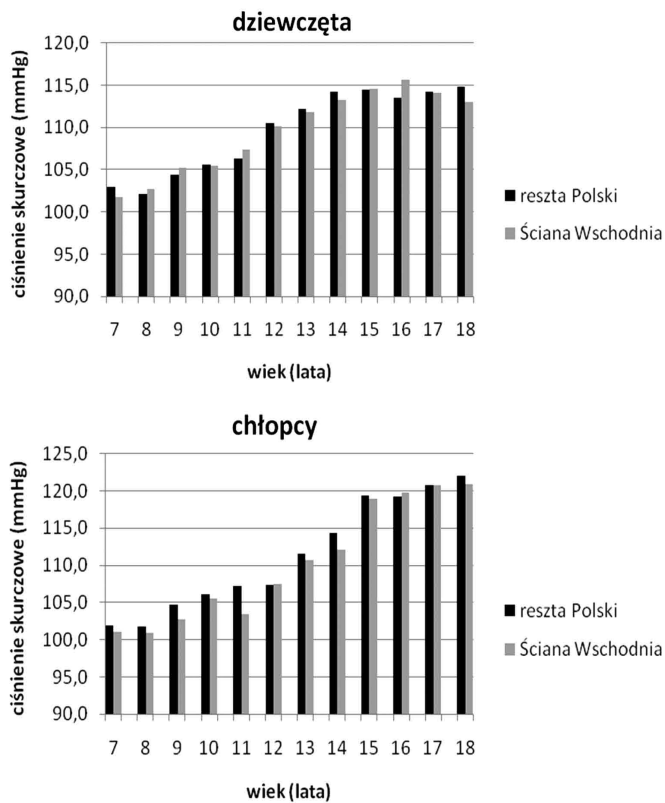 dziewczęta
ciśnienie skurczowe (mmHg)
120,0
115,0
110,0
105,0
100,0
95,0
90,0
7 8 9 10 11 12 13 14 15 16 17 18
wiek (lata)
reszta Polski
Ściana Wschodnia
chłopcy
ciśnienie skurczowe (mmHg)
125,0
120,0
115,0
110,0
105,0
100,0
95,0
90,0
7 8 9 10 11 12 13 14 15 16 17 18
wiek (lata)
reszta Polski
Ściana Wschodnia